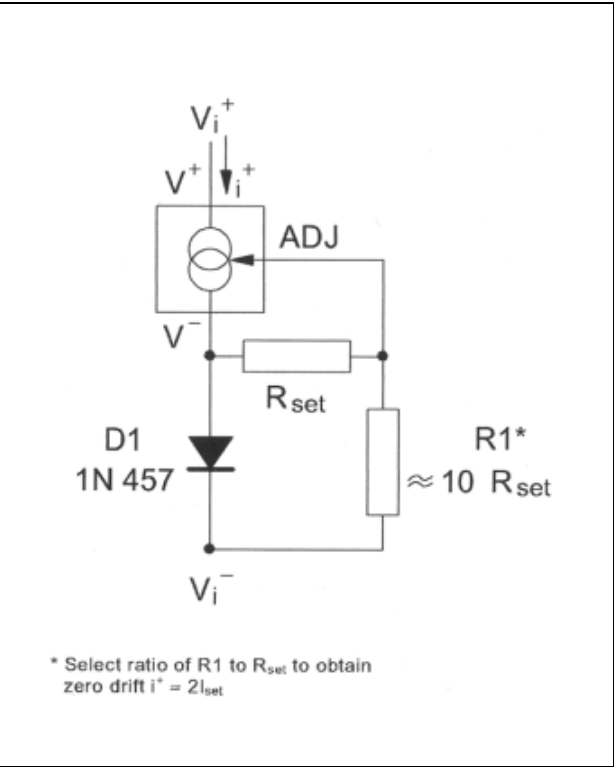 Vi+
V+ i+
ADJ
V−
Rset
D1 R1*
1N 457 ≈ 10 Rset
Vi−
* Select ratio of R1 to Rset to obtain
zero drift i+ = 2Iset